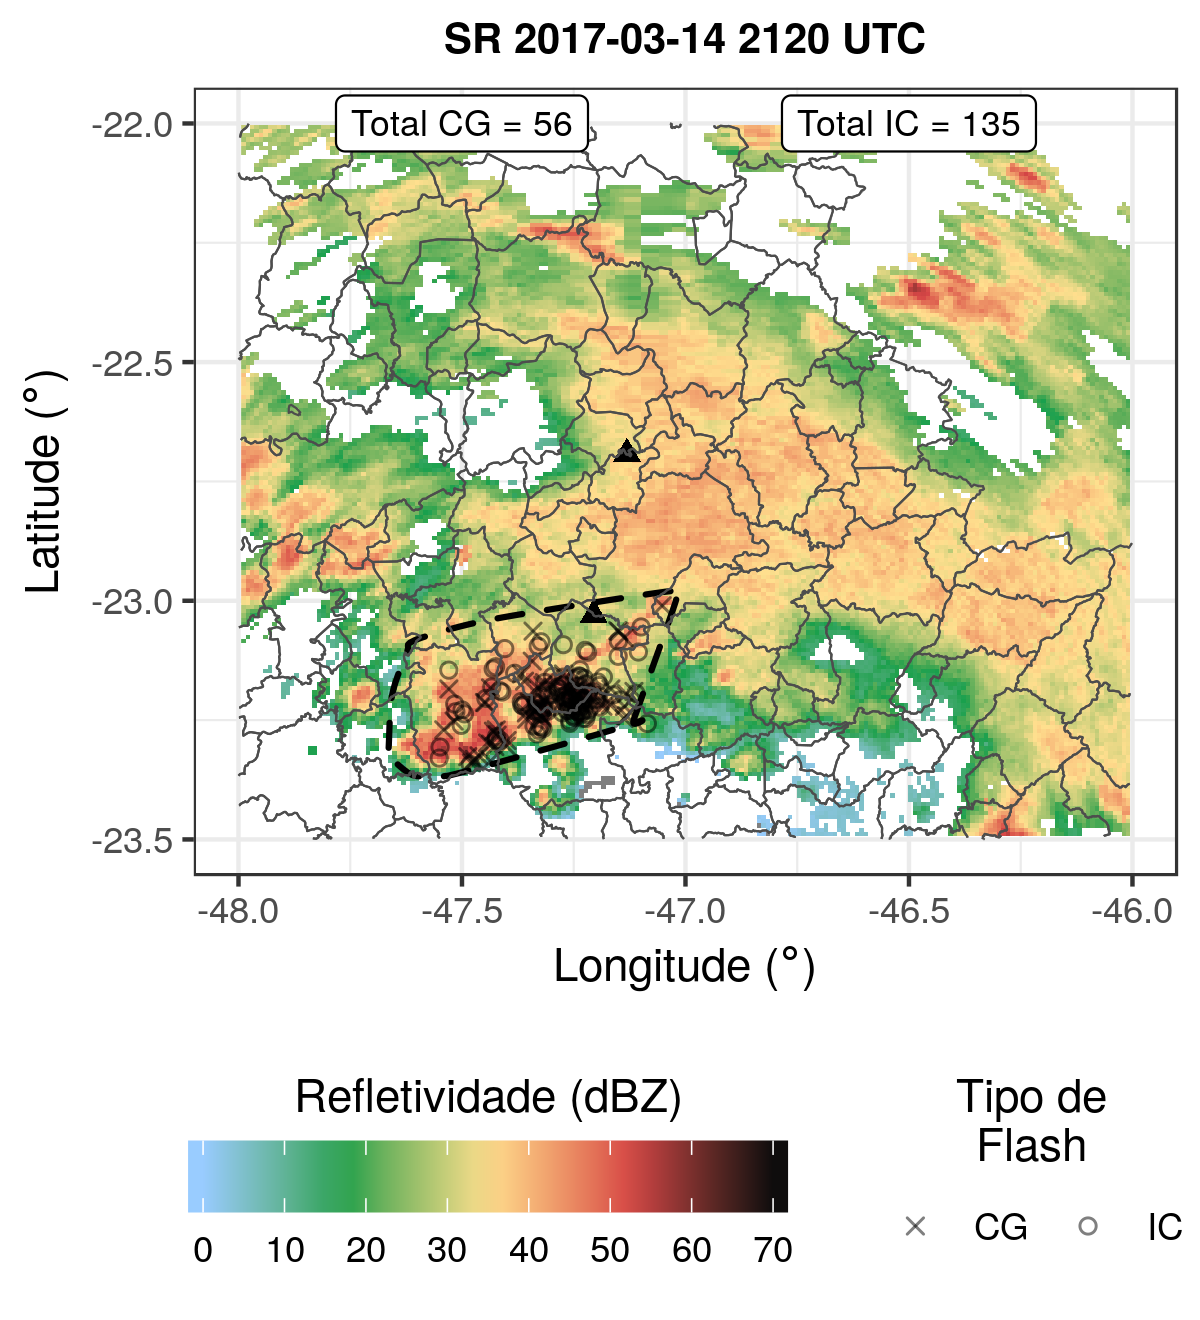 SR 2017-03-14 2120 UTC
Total CG = 56
Total IC = 135
-22.0
-22.5
-23.0
-23.5
Latitude (°)
-48.0
-47.5
-47.0
-46.5
-46.0
Longitude (°)
Refletividade (dBZ)
0 10 20 30 40 50 60 70
Tipo de
Flash
CG
IC